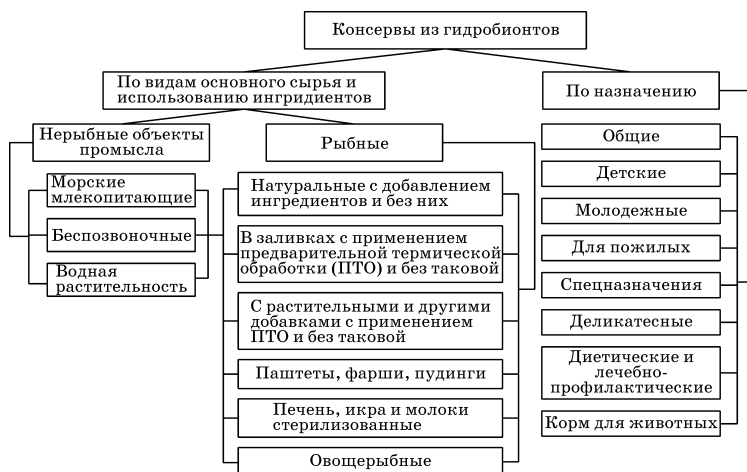 Консервы из гидробионтов
По видам основного сырья и
использованию ингридиентов
По назначению
Нерыбные объекты
промысла
Рыбные
Морские
млекопитающие
Беспозвоночные
Водная
растительность
Натуральные с добавлением
ингредиентов и без них
В заливках с применением
предварительной термической
обработки (ПТО) и без таковой
С растительными и другими
добавками с применением
ПТО и без таковой
Паштеты, фарши, пудинги
Печень, икра и молоки
стерилизованные
Овощерыбные
Общие
Детские
Молодежные
Для пожилых
Спецназначения
Деликатесные
Диетические и
лечебно-
профилактические
Корм для животных